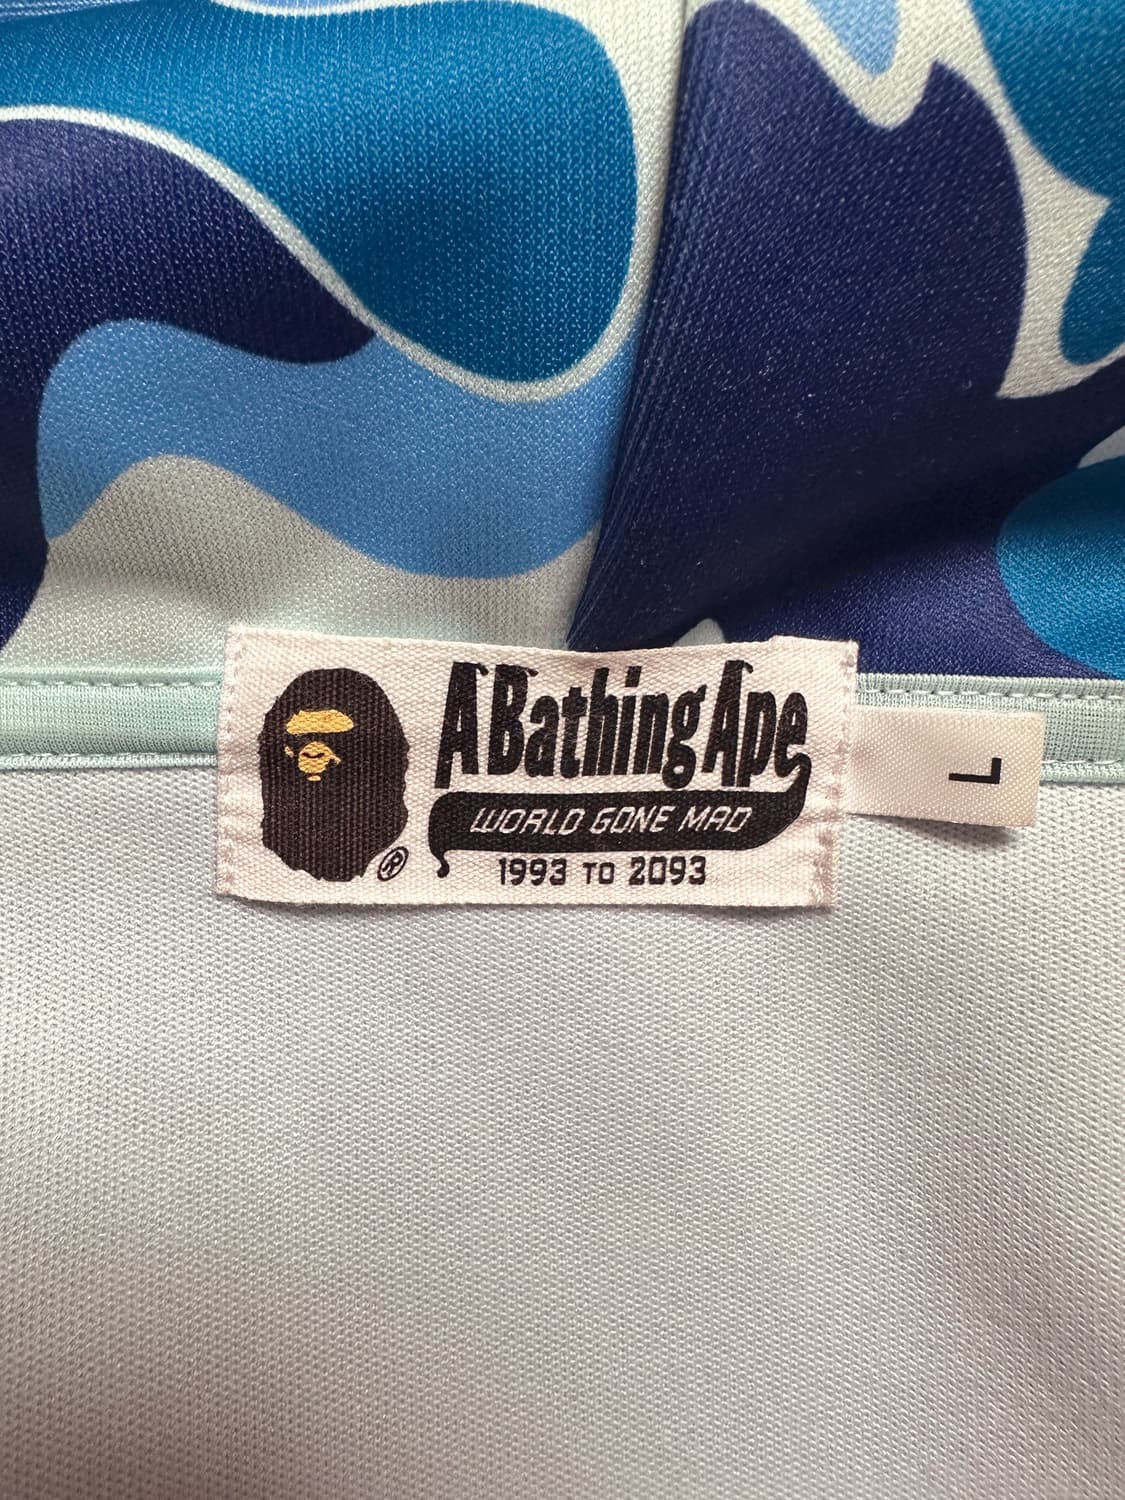 A Bathing Ape
WORLD GONE MAD
1993 TO 2093
®
L